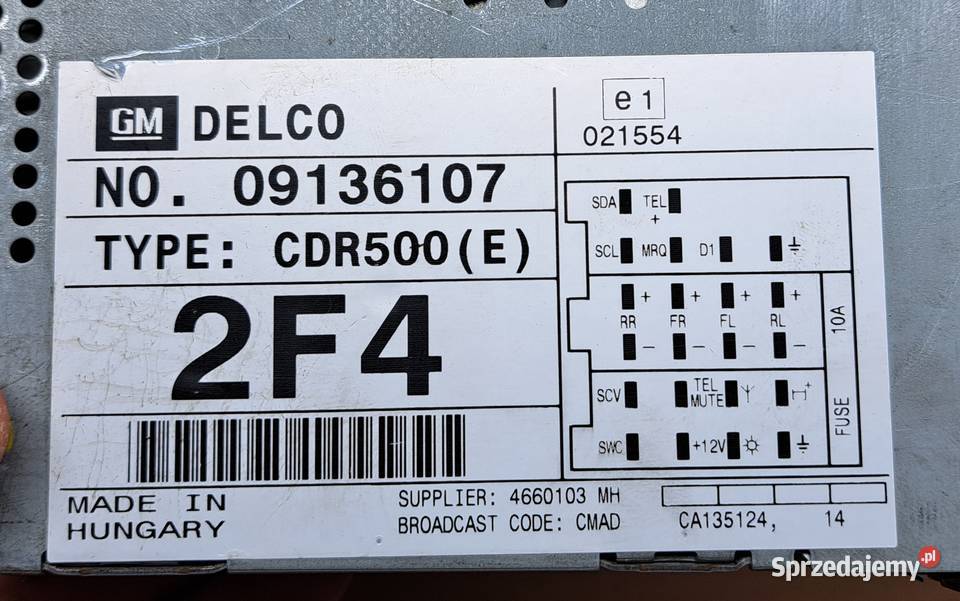 GM DELCO
e1
021554
NO. 09136107
TYPE: CDR500(E)
2F4
SDA TEL
+
SCL MRQ D1
+ + + +
RR FR FL RL
- - - -
10A
SCV TEL
MUTE +
SWC +12V
FUSE
MADE IN
HUNGARY
SUPPLIER: 4660103 MH
BROADCAST CODE: CMAD
CA135124, 14
Sprzedajemy.pl